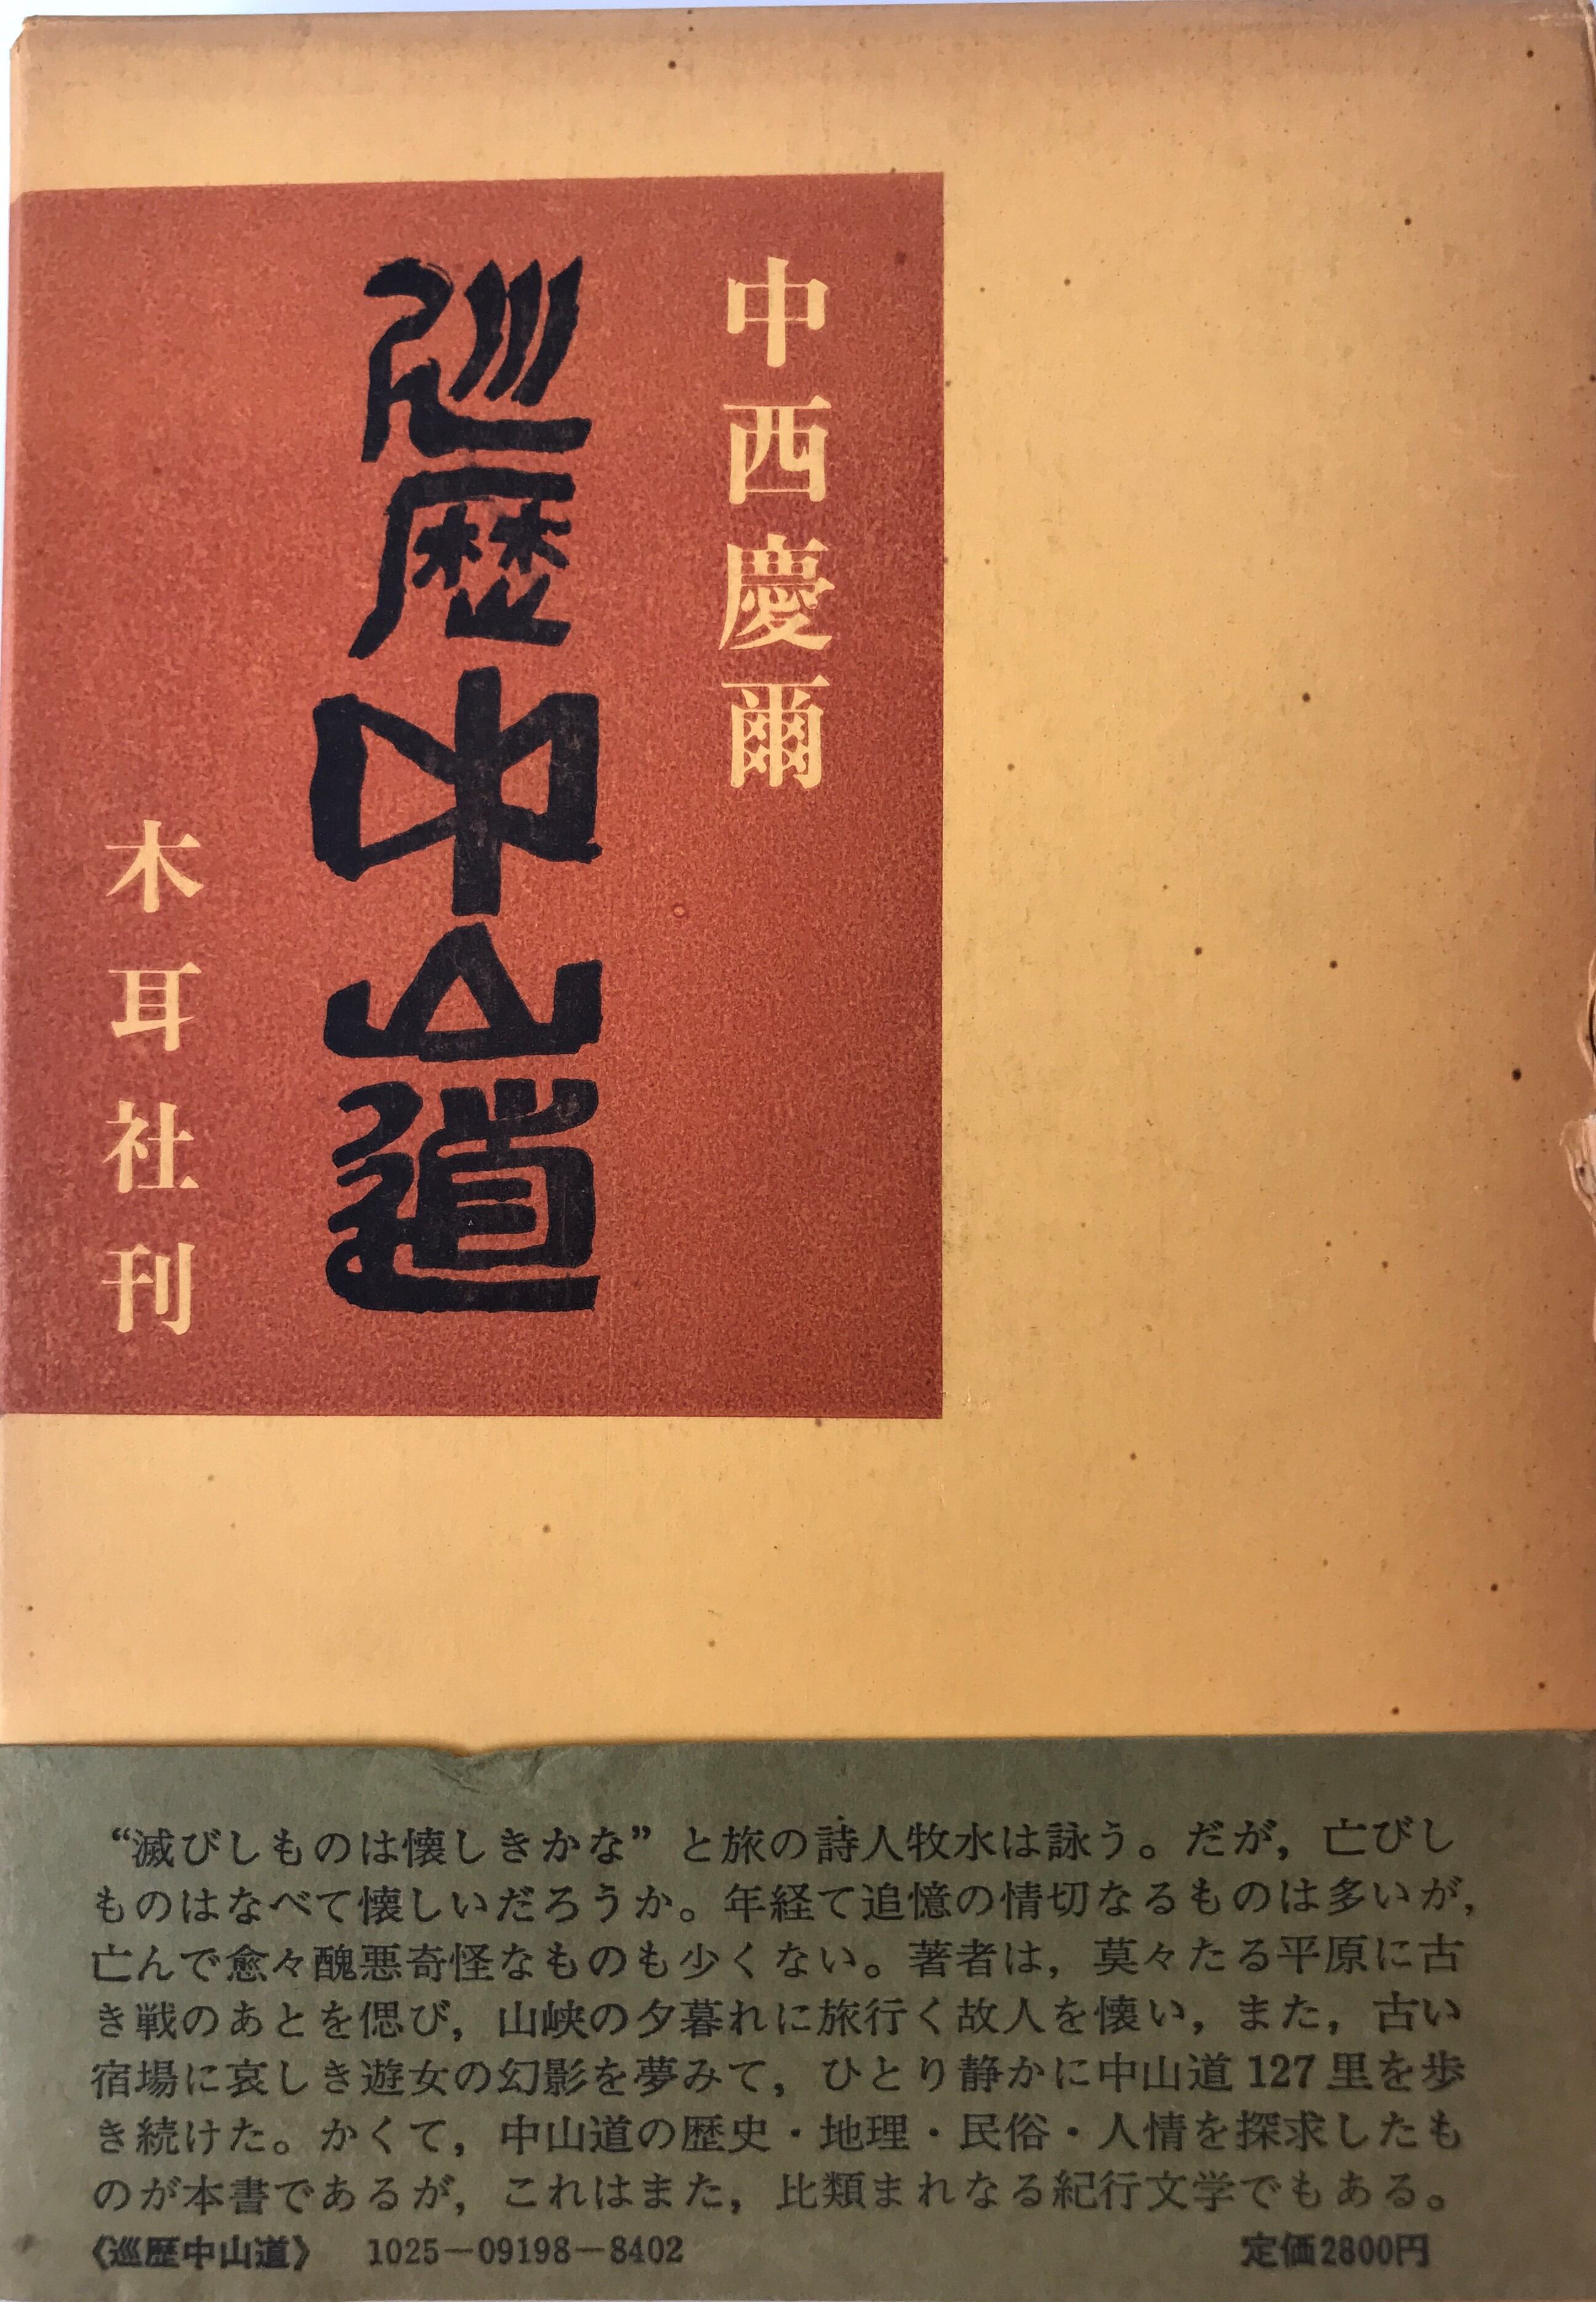 中西慶爾
巡歴中山道
木耳社刊
“滅びしものは懐しきかな”と旅の詩人牧水は詠う。だが，亡びし
ものはなべて懐しいだろうか。年経て追憶の情切なるものは多いが，
亡んで愈々醜悪奇怪なものも少くない。著者は，莫々たる平原に古
き戦のあとを偲び，山峡の夕暮れに旅行く故人を懐い，また，古い
宿場に哀しき遊女の幻影を夢みて，ひとり静かに中山道127里を歩
き続けた。かくて，中山道の歴史・地理・民俗・人情を探求したも
のが本書であるが，これはまた，比類まれなる紀行文学でもある。
《巡歴中山道》 1025－09198－8402 定価2800円